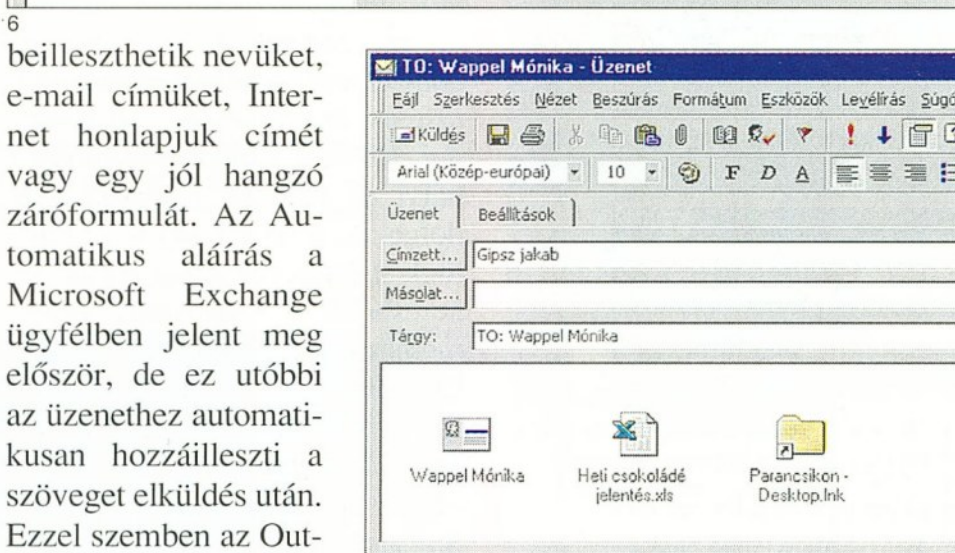 6
beilleszthetik nevüket,
e-mail címüket, Inter-
net honlapjuk címét
vagy egy jól hangzó
záróformulát. Az Au-
tomatikus aláírás a
Microsoft Exchange
ügyfélben jelent meg
először, de ez utóbbi
az üzenethez automati-
kusan hozzáilleszti a
szöveget elküldés után.
Ezzel szemben az Out-
TO: Wappel Mónika - Üzenet
Fájl Szerkesztés Nézet Beszúrás Formátum Eszközök Levélírás Súgó
Küldés
Arial (Közép-európai) 10 F D A
Üzenet Beállítások
Címzett... Gipsz jakab
Másolat...
Tárgy: TO: Wappel Mónika
Wappel Mónika Heti csokoládé Parancsikon -
jelentés.xls Desktop.lnk